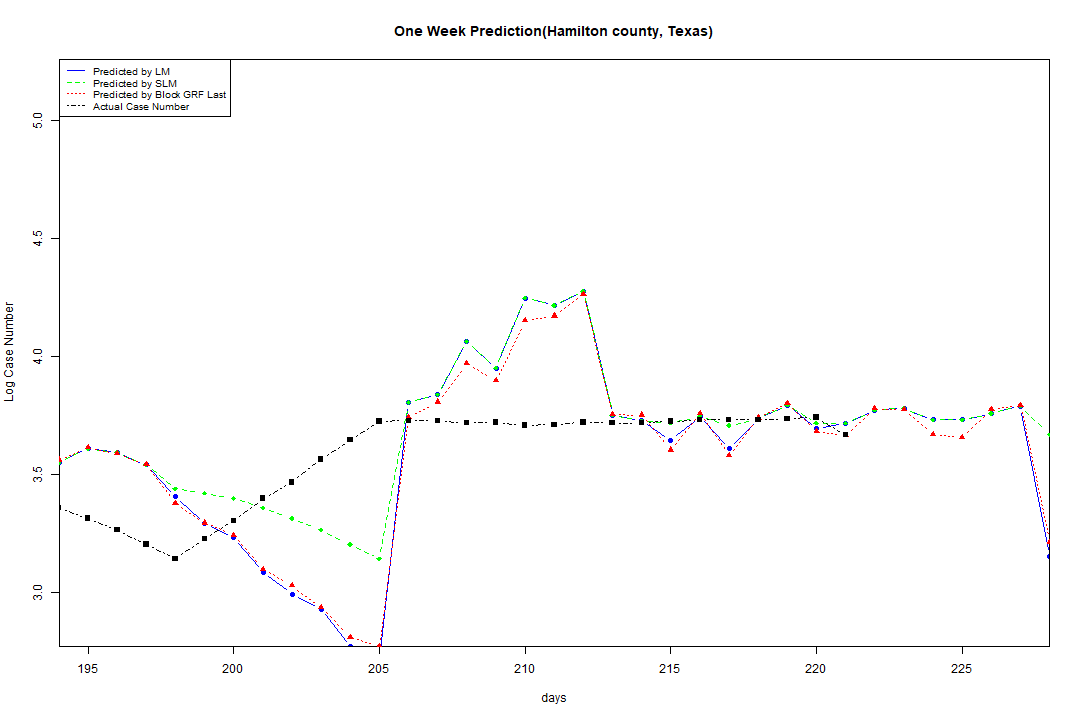 One Week Prediction(Hamilton county, Texas)
Predicted by LM
Predicted by SLM
Predicted by Block GRF Last
Actual Case Number
5.0
4.5
4.0
3.5
3.0
Log Case Number
195 200 205 210 215 220 225
days